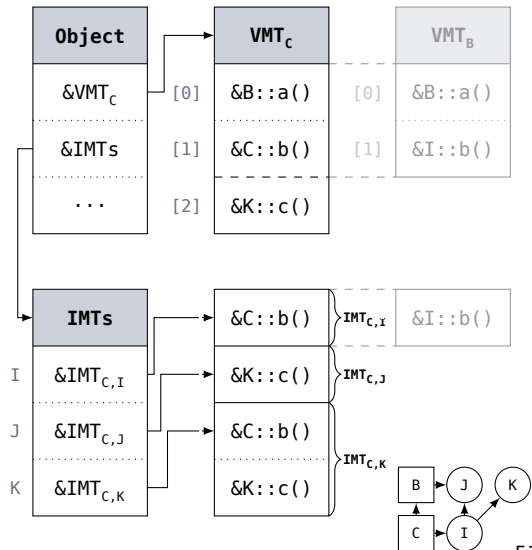 Object VMT_C VMT_B
&VMT_C [0] &B::a() [0] &B::a()
&IMTs [1] &C::b() [1] &I::b()
... [2] &K::c()
IMTs &C::b() IMT_C,I &I::b()
I &IMT_C,I &K::c() IMT_C,J
J &IMT_C,J &C::b()
IMT_C,K
K &IMT_C,K &K::c()
B J K
C I